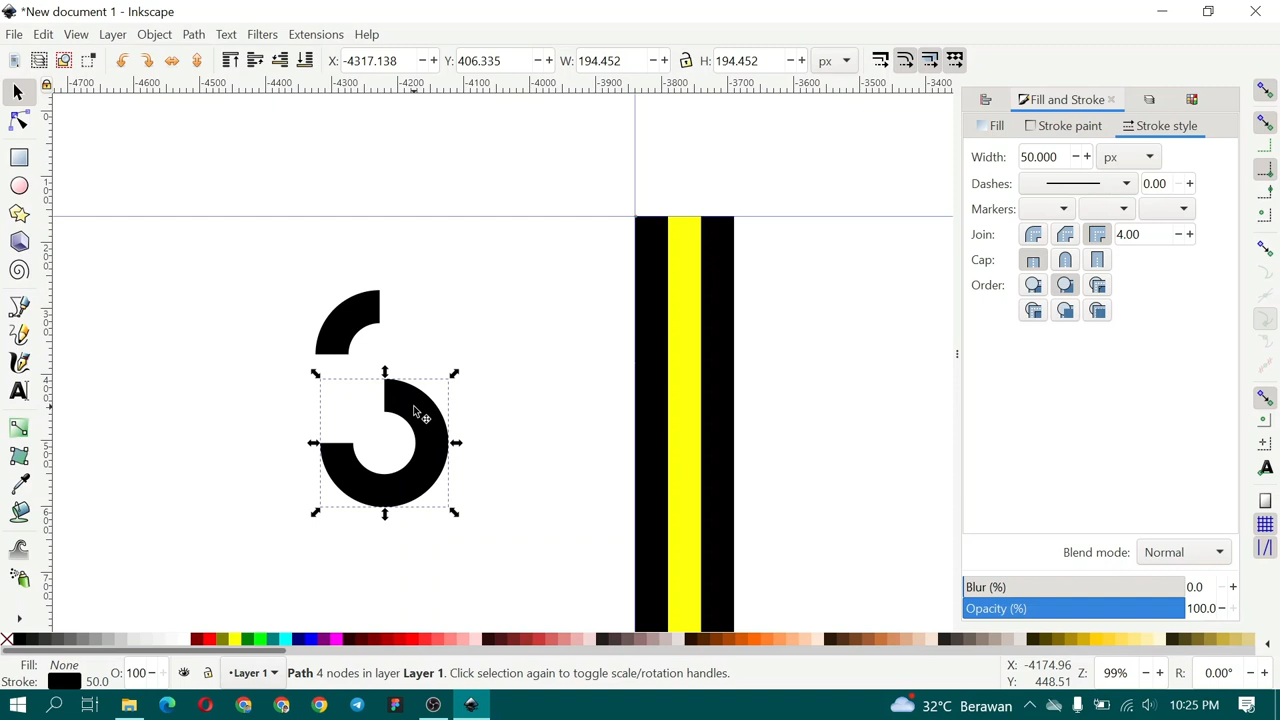 *New document 1 - Inkscape
File Edit View Layer Object Path Text Filters Extensions Help
X: -4317.138 Y: 406.335 W: 194.452 H: 194.452 px
-4700 -4600 -4500 -4400 -4300 -4200 -4100 -4000 -3900 -3800 -3700 -3600 -3500 -3400
Fill and Stroke
Fill Stroke paint Stroke style
Width: 50.000 px
Dashes: 0.00
Markers:
Join: 4.00
Cap:
Order:
Blend mode: Normal
Blur (%) 0.0
Opacity (%) 100.0
Fill: None
Stroke: 50.0
O: 100
Layer 1
Path 4 nodes in layer Layer 1. Click selection again to toggle scale/rotation handles.
X: -4174.96
Y: 448.51
Z: 99% R: 0.00°
32°C Berawan 10:25 PM